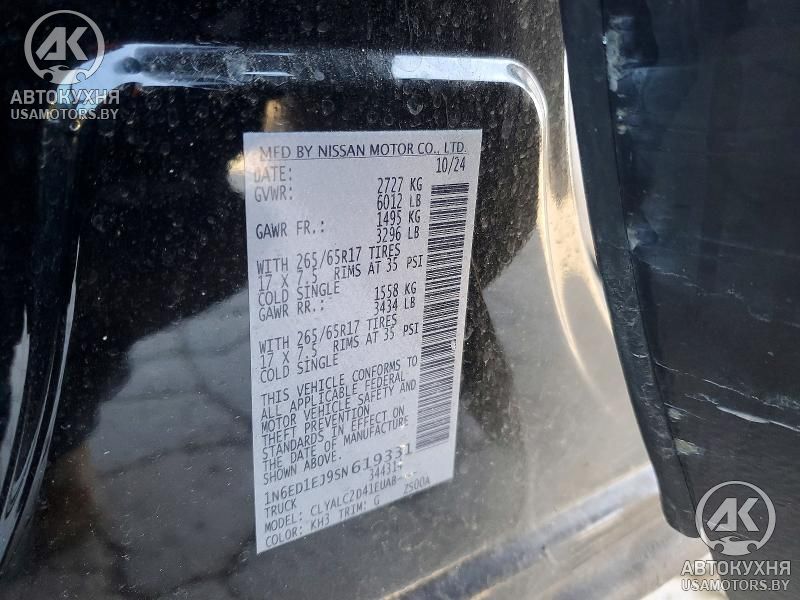 АК
АВТОКУХНЯ
USAMOTORS.BY
MFD BY NISSAN MOTOR CO., LTD.
DATE: 10/24
GVWR: 2727 KG
6012 LB
GAWR FR.: 1495 KG
3296 LB
WITH 265/65R17 TIRES
17 X 7.5 RIMS AT 35 PSI
COLD SINGLE
GAWR RR.: 1558 KG
3434 LB
WITH 265/65R17 TIRES
17 X 7.5 RIMS AT 35 PSI
COLD SINGLE
THIS VEHICLE CONFORMS TO
ALL APPLICABLE FEDERAL
MOTOR VEHICLE SAFETY AND
THEFT PREVENTION
STANDARDS IN EFFECT ON
THE DATE OF MANUFACTURE
SHOWN ABOVE.
1N6ED1EJ9SN619331
TRUCK
MODEL: CLYALC2D41EUAB-
COLOR: KH3 TRIM: G 2500A
АК
АВТОКУХНЯ
USAMOTORS.BY